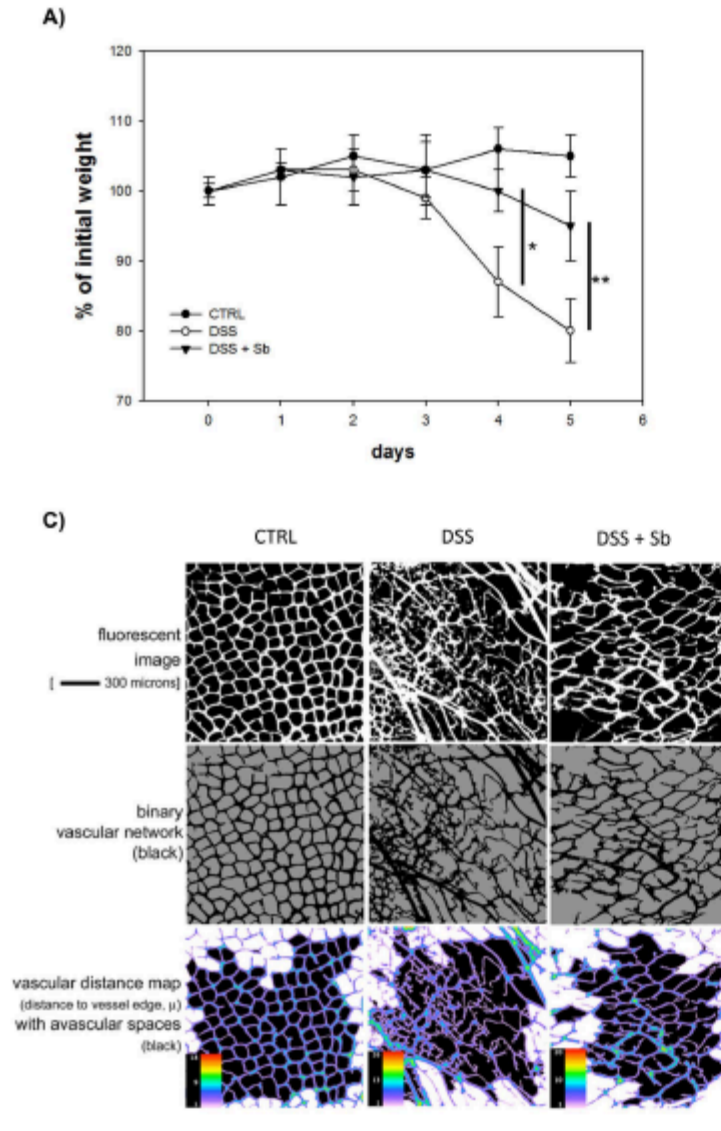 A)
120
110
100
90
80
70
% of initial weight
*
**
CTRL
DSS
DSS + Sb
0 1 2 3 4 5 6
days
C)
CTRL DSS DSS + Sb
fluorescent
image
[ 300 microns]
binary
vascular network
(black)
vascular distance map
(distance to vessel edge, μ)
with avascular spaces
(black)